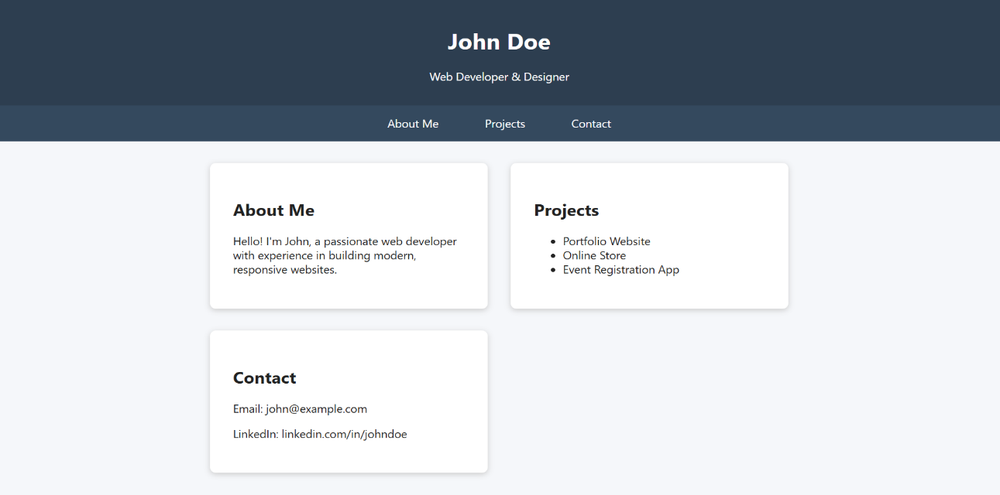 John Doe
Web Developer & Designer
About Me
Projects
Contact
About Me
Hello! I'm John, a passionate web developer
with experience in building modern,
responsive websites.
Projects
Portfolio Website
Online Store
Event Registration App
Contact
Email: john@example.com
LinkedIn: linkedin.com/in/johndoe